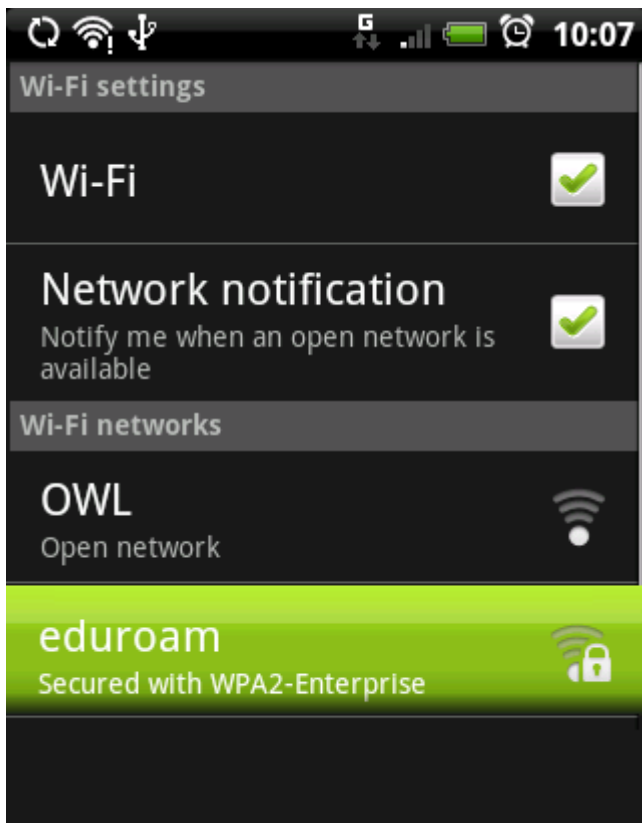 G
10:07
Wi-Fi settings
Wi-Fi
Network notification
Notify me when an open network is
available
Wi-Fi networks
OWL
Open network
eduroam
Secured with WPA2-Enterprise